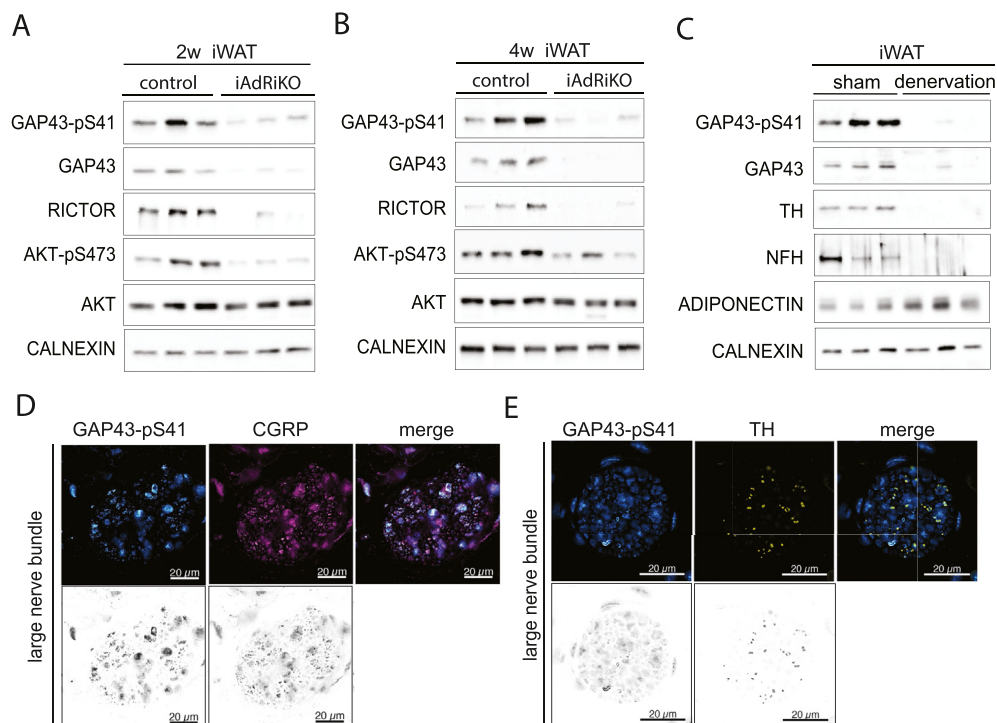 A
2w iWAT
control iAdRiKO
GAP43-pS41
GAP43
RICTOR
AKT-pS473
AKT
CALNEXIN
B
4w iWAT
control iAdRiKO
GAP43-pS41
GAP43
RICTOR
AKT-pS473
AKT
CALNEXIN
C
iWAT
sham denervation
GAP43-pS41
GAP43
TH
NFH
ADIPONECTIN
CALNEXIN
D
GAP43-pS41 CGRP merge
large nerve bundle
20 µm 20 µm 20 µm
20 µm 20 µm
E
GAP43-pS41 TH merge
large nerve bundle
20 µm 20 µm 20 µm
20 µm 20 µm